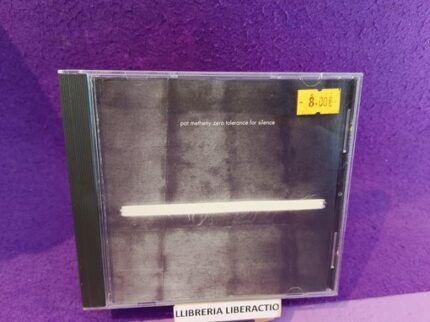 8.00€
pat metheny zero tolerance for silence
LLIBRERIA LIBERACTIO